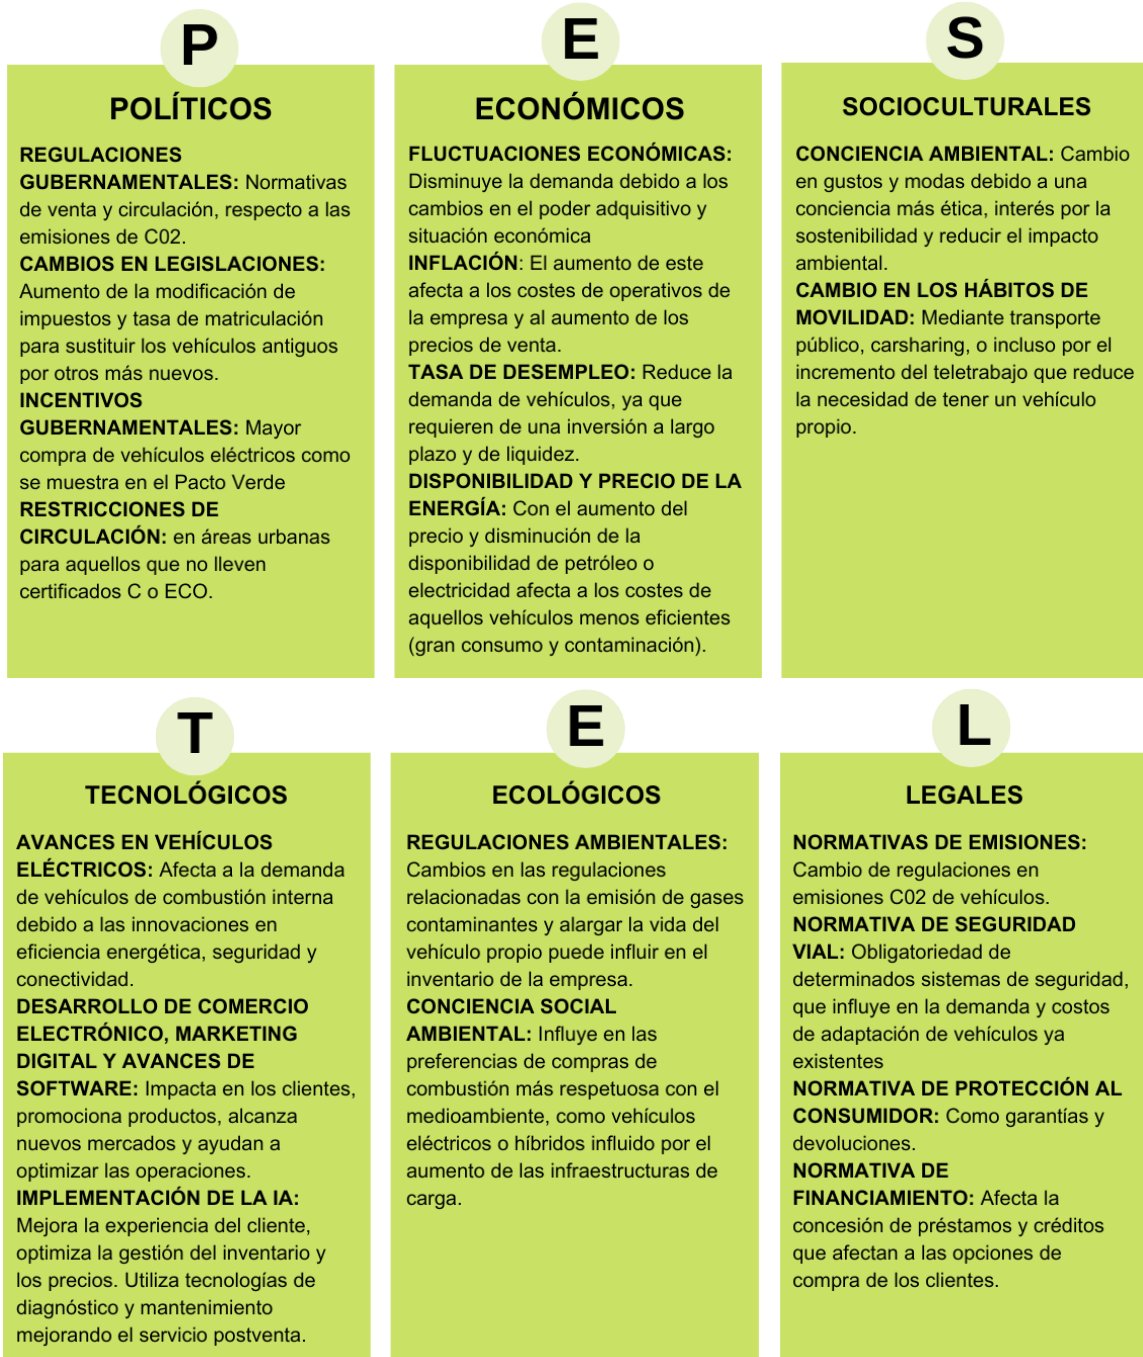 P
POLÍTICOS
REGULACIONES
GUBERNAMENTALES: Normativas
de venta y circulación, respecto a las
emisiones de C02.
CAMBIOS EN LEGISLACIONES:
Aumento de la modificación de
impuestos y tasa de matriculación
para sustituir los vehículos antiguos
por otros más nuevos.
INCENTIVOS
GUBERNAMENTALES: Mayor
compra de vehículos eléctricos como
se muestra en el Pacto Verde
RESTRICCIONES DE
CIRCULACIÓN: en áreas urbanas
para aquellos que no lleven
certificados C o ECO.
E
ECONÓMICOS
FLUCTUACIONES ECONÓMICAS:
Disminuye la demanda debido a los
cambios en el poder adquisitivo y
situación económica
INFLACIÓN: El aumento de este
afecta a los costes de operativos de
la empresa y al aumento de los
precios de venta.
TASA DE DESEMPLEO: Reduce la
demanda de vehículos, ya que
requieren de una inversión a largo
plazo y de liquidez.
DISPONIBILIDAD Y PRECIO DE LA
ENERGÍA: Con el aumento del
precio y disminución de la
disponibilidad de petróleo o
electricidad afecta a los costes de
aquellos vehículos menos eficientes
(gran consumo y contaminación).
S
SOCIOCULTURALES
CONCIENCIA AMBIENTAL: Cambio
en gustos y modas debido a una
conciencia más ética, interés por la
sostenibilidad y reducir el impacto
ambiental.
CAMBIO EN LOS HÁBITOS DE
MOVILIDAD: Mediante transporte
público, carsharing, o incluso por el
incremento del teletrabajo que reduce
la necesidad de tener un vehículo
propio.
T
TECNOLÓGICOS
AVANCES EN VEHÍCULOS
ELÉCTRICOS: Afecta a la demanda
de vehículos de combustión interna
debido a las innovaciones en
eficiencia energética, seguridad y
conectividad.
DESARROLLO DE COMERCIO
ELECTRÓNICO, MARKETING
DIGITAL Y AVANCES DE
SOFTWARE: Impacta en los clientes,
promociona productos, alcanza
nuevos mercados y ayudan a
optimizar las operaciones.
IMPLEMENTACIÓN DE LA IA:
Mejora la experiencia del cliente,
optimiza la gestión del inventario y
los precios. Utiliza tecnologías de
diagnóstico y mantenimiento
mejorando el servicio postventa.
E
ECOLÓGICOS
REGULACIONES AMBIENTALES:
Cambios en las regulaciones
relacionadas con la emisión de gases
contaminantes y alargar la vida del
vehículo propio puede influir en el
inventario de la empresa.
CONCIENCIA SOCIAL
AMBIENTAL: Influye en las
preferencias de compras de
combustión más respetuosa con el
medioambiente, como vehículos
eléctricos o híbridos influido por el
aumento de las infraestructuras de
carga.
L
LEGALES
NORMATIVAS DE EMISIONES:
Cambio de regulaciones en
emisiones C02 de vehículos.
NORMATIVA DE SEGURIDAD
VIAL: Obligatoriedad de
determinados sistemas de seguridad,
que influye en la demanda y costos
de adaptación de vehículos ya
existentes
NORMATIVA DE PROTECCIÓN AL
CONSUMIDOR: Como garantías y
devoluciones.
NORMATIVA DE
FINANCIAMIENTO: Afecta la
concesión de préstamos y créditos
que afectan a las opciones de
compra de los clientes.